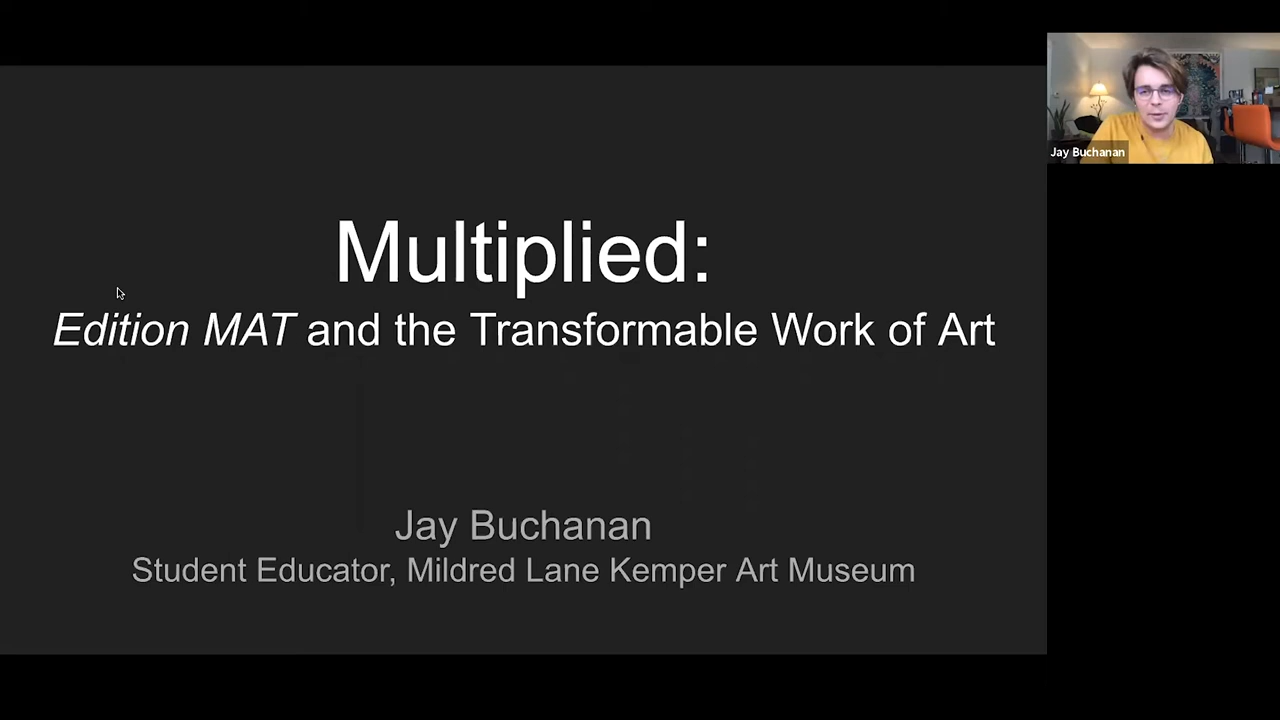 Multiplied:
Edition MAT and the Transformable Work of Art
Jay Buchanan
Student Educator, Mildred Lane Kemper Art Museum
Jay Buchanan